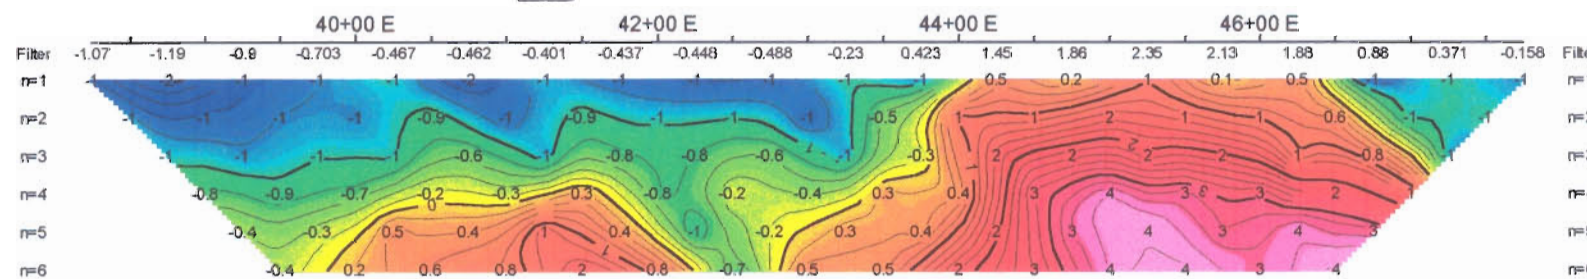 40+00 E 42+00 E 44+00 E 46+00 E
Filter -1.07 -1.19 -0.9 -0.703 -0.467 -0.462 -0.401 -0.437 -0.448 -0.488 -0.23 0.423 1.45 1.86 2.35 2.13 1.88 0.88 0.371 -0.158 Filte
n=1 -2 -1 -1 -2 -1 -1 -1 -1 -1 0.5 0.2 1 0.1 0.5 -1 -1 1 n=
n=2 -1 -1 -1 -1 -0.9 -1 -0.9 -1 -1 -1 -0.5 1 1 2 1 1 0.6 -1 -1 n=
n=3 -1 -1 -1 -1 -0.6 -1 -0.8 -0.8 -0.6 1 -1 -0.3 2 2 2 2 2 1 0.8 -1 n=
n=4 -0.8 -0.9 -0.7 -0.2 -0.3 0.3 -0.8 -0.2 -0.4 0.3 0.4 1 3 4 3 3 3 2 1 n=
0
n=5 -0.4 -0.3 0.5 0.4 1 0.4 -1 -0.2 0.3 0.4 2 3 3 4 3 4 3 n=
1
n=6 -0.4 0.2 0.6 0.8 2 0.8 -0.7 0.5 0.5 2 3 4 4 3 4 n=